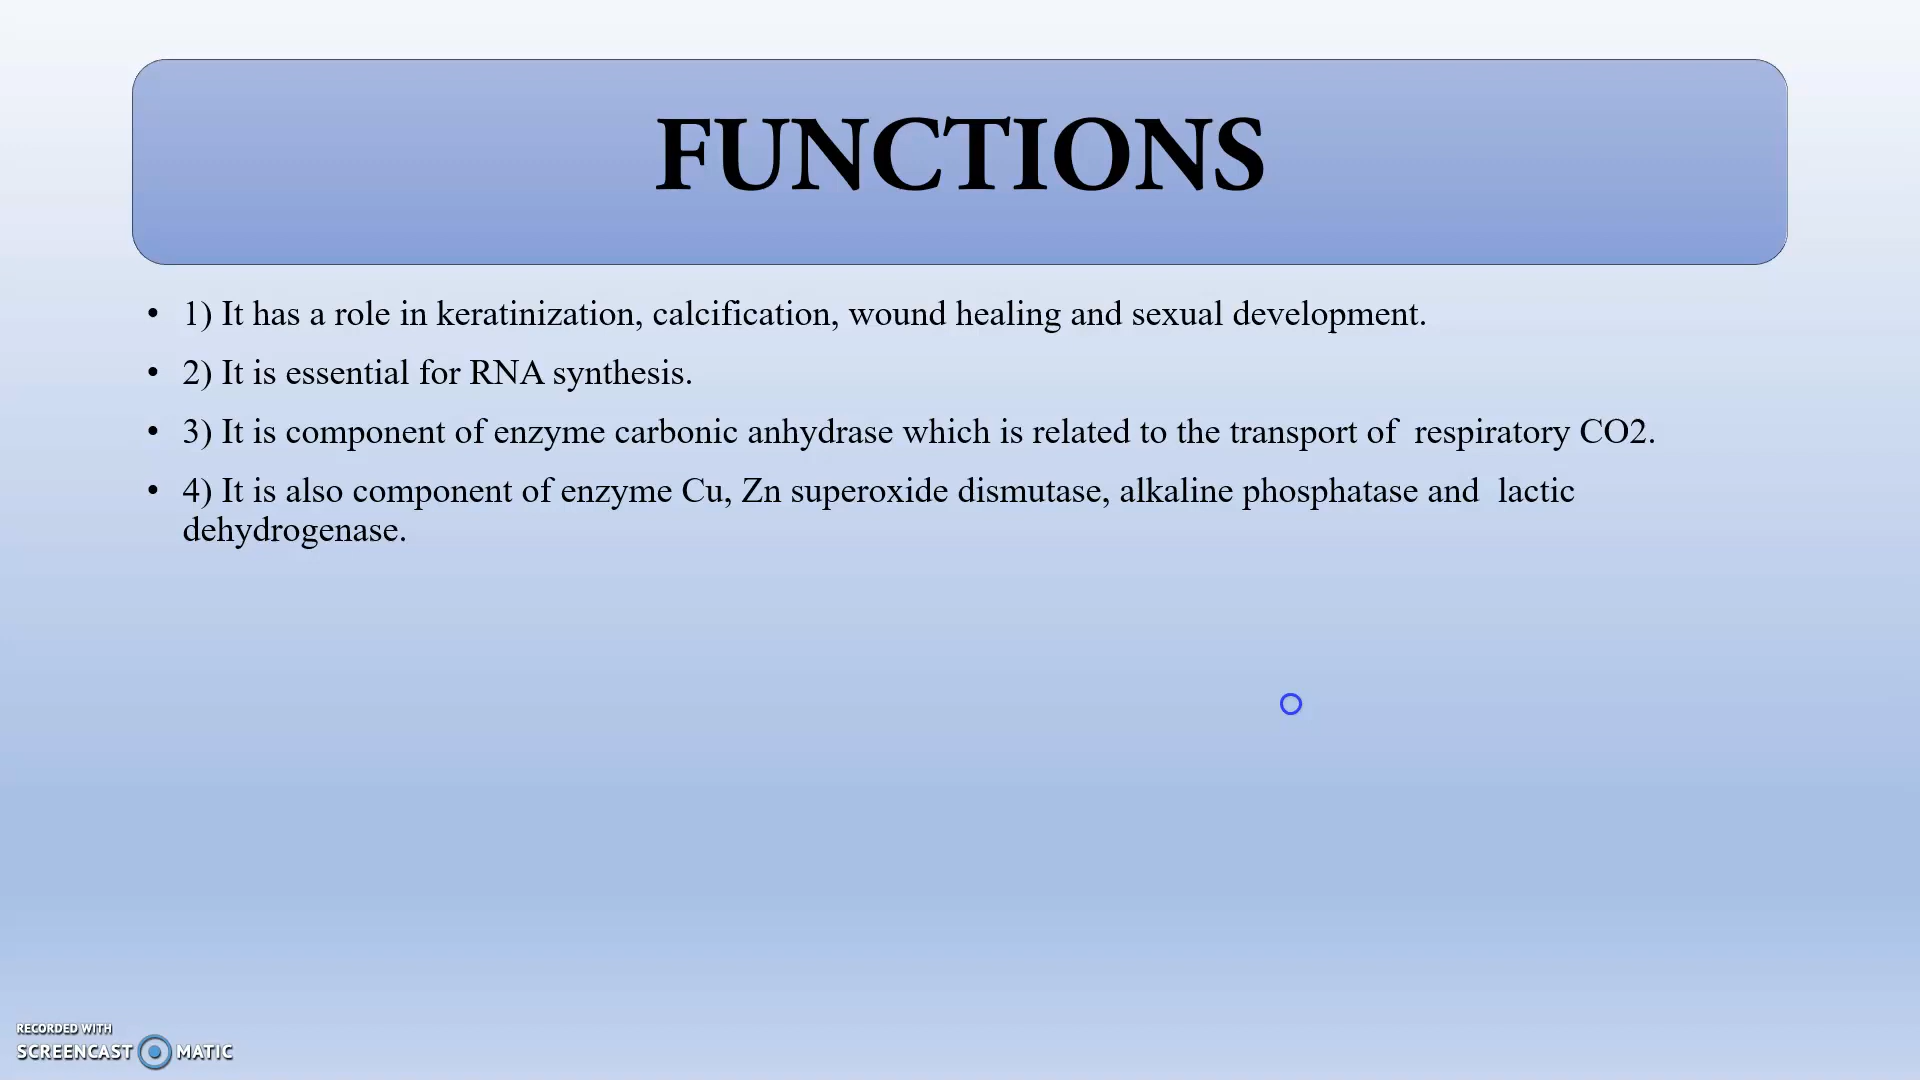 FUNCTIONS
• 1) It has a role in keratinization, calcification, wound healing and sexual development.
• 2) It is essential for RNA synthesis.
• 3) It is component of enzyme carbonic anhydrase which is related to the transport of  respiratory CO2.
• 4) It is also component of enzyme Cu, Zn superoxide dismutase, alkaline phosphatase and  lactic
dehydrogenase.
RECORDED WITH
SCREENCAST MATIC